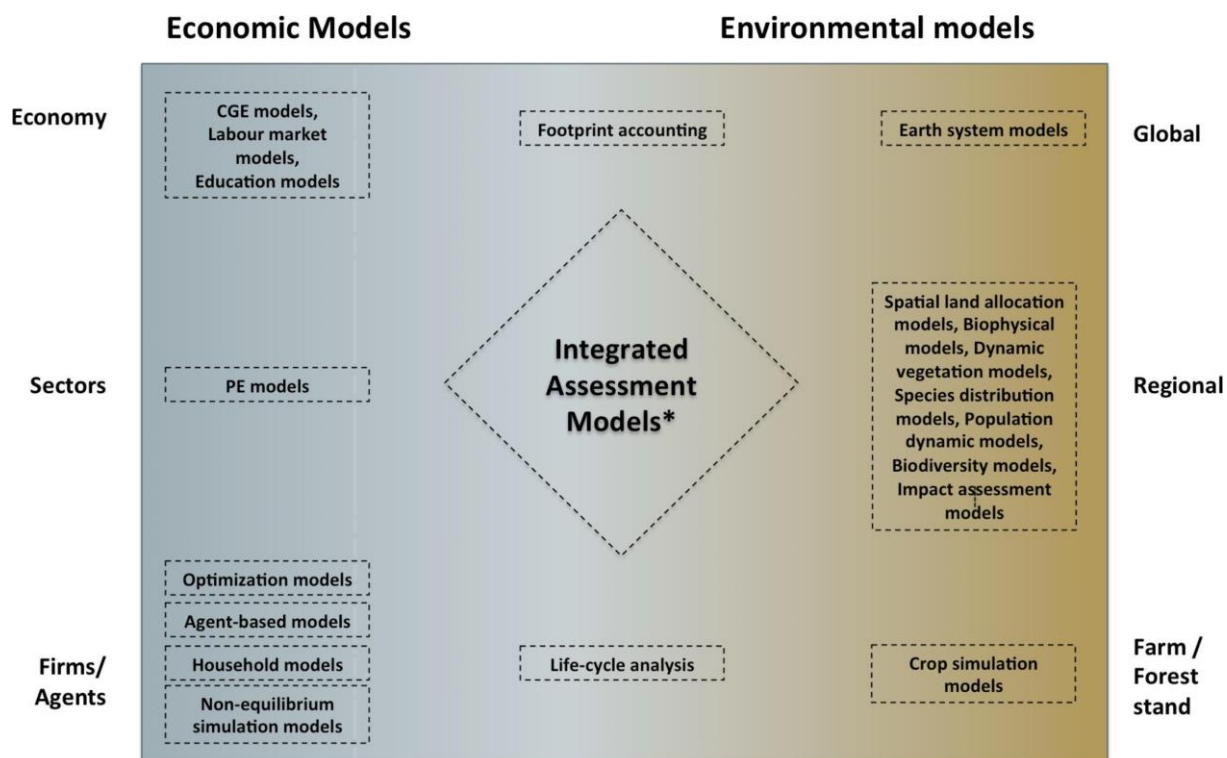 Economic Models
Environmental models
Economy
CGE models,
Labour market
models,
Education models
Footprint accounting
Earth system models
Global
Sectors
PE models
Integrated
Assessment
Models*
Spatial land allocation
models, Biophysical
models, Dynamic
vegetation models,
Species distribution
models, Population
dynamic models,
Biodiversity models,
Impact assessment
models
Regional
Firms/
Agents
Optimization models
Agent-based models
Household models
Non-equilibrium
simulation models
Life-cycle analysis
Crop simulation
models
Farm /
Forest
stand